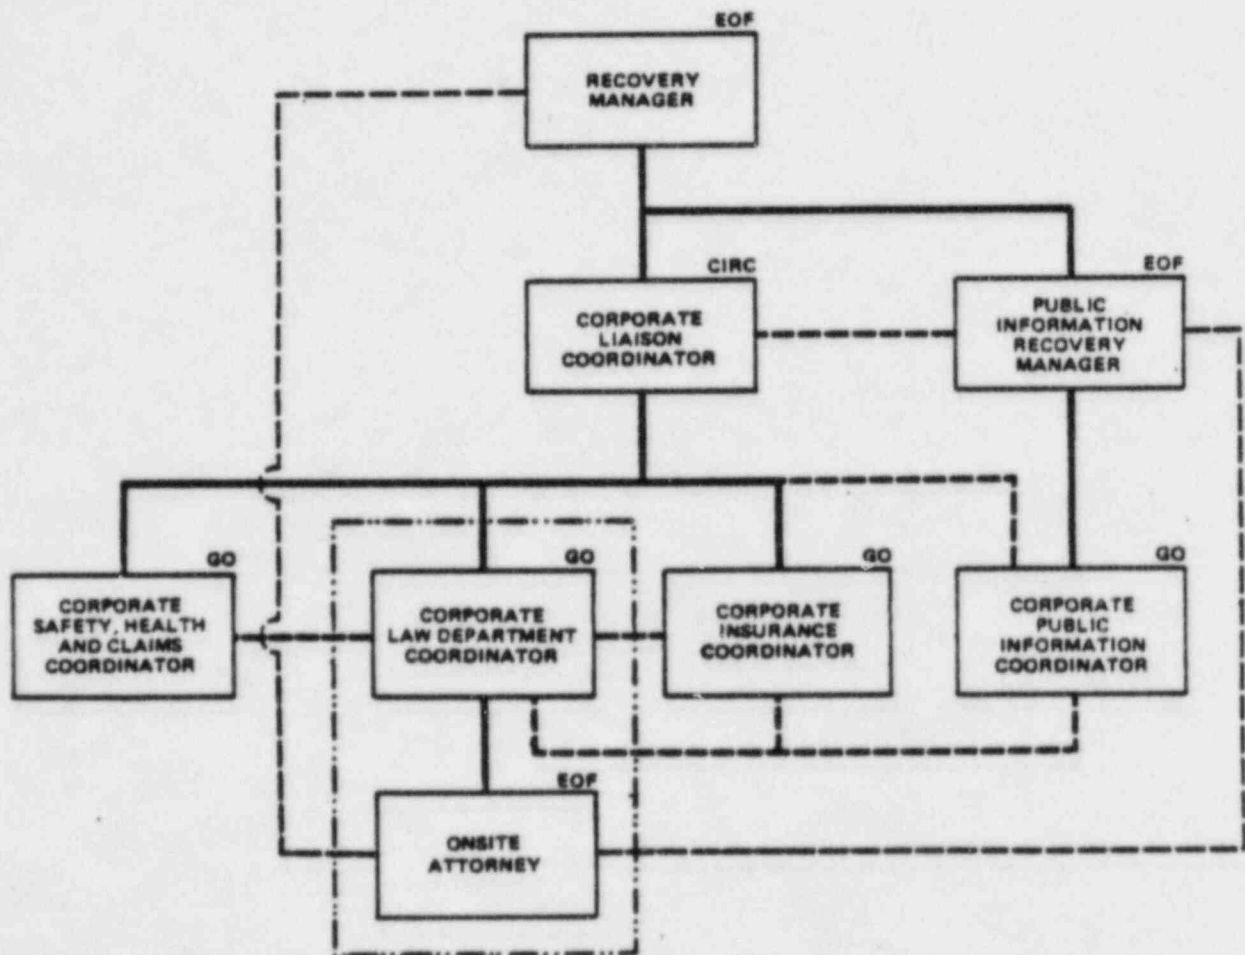 EOF
RECOVERY
MANAGER
CIRC
CORPORATE
LIAISON
COORDINATOR
EOF
PUBLIC
INFORMATION
RECOVERY
MANAGER
GO
CORPORATE
SAFETY, HEALTH
AND CLAIMS
COORDINATOR
GO
CORPORATE
LAW DEPARTMENT
COORDINATOR
GO
CORPORATE
INSURANCE
COORDINATOR
GO
CORPORATE
PUBLIC
INFORMATION
COORDINATOR
EOF
ONSITE
ATTORNEY